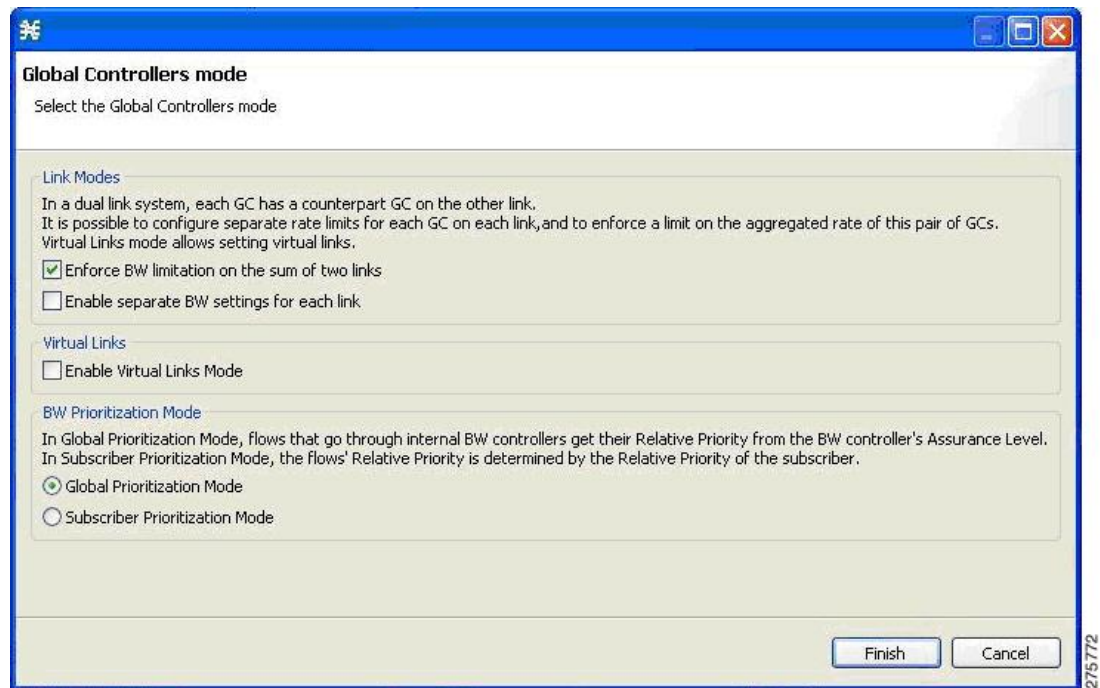 Global Controllers mode
Select the Global Controllers mode
Link Modes
In a dual link system, each GC has a counterpart GC on the other link.
It is possible to configure separate rate limits for each GC on each link,and to enforce a limit on the aggregated rate of this pair of GCs.
Virtual Links mode allows setting virtual links.
Enforce BW limitation on the sum of two links
Enable separate BW settings for each link
Virtual Links
Enable Virtual Links Mode
BW Prioritization Mode
In Global Prioritization Mode, flows that go through internal BW controllers get their Relative Priority from the BW controller's Assurance Level.
In Subscriber Prioritization Mode, the flows' Relative Priority is determined by the Relative Priority of the subscriber.
Global Prioritization Mode
Subscriber Prioritization Mode
Finish
Cancel
275772